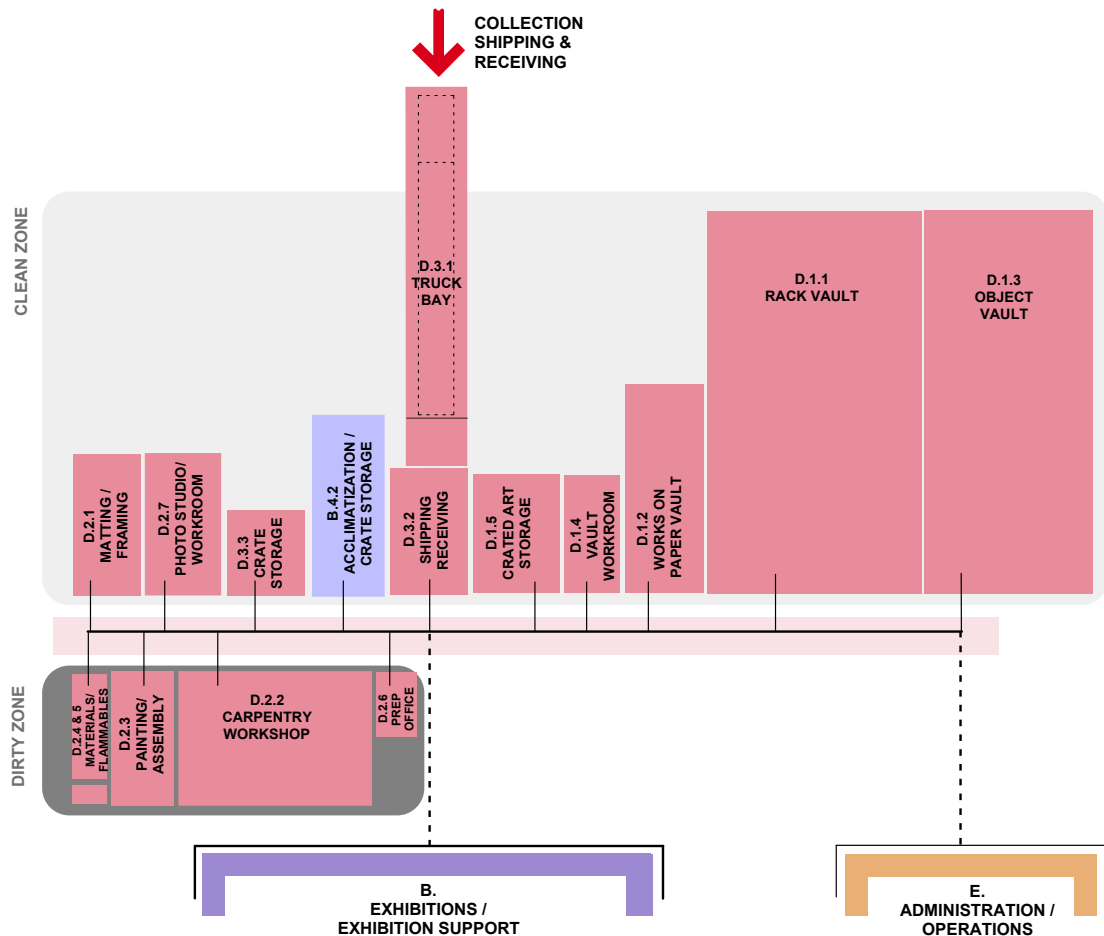 COLLECTION
SHIPPING &
RECEIVING
CLEAN ZONE
D.3.1
TRUCK
BAY
D.1.1
RACK VAULT
D.1.3
OBJECT
VAULT
D.2.1
MATTING /
FRAMING
D.2.7
PHOTO STUDIO/
WORKROOM
D.3.3
CRATE
STORAGE
B.4.2
ACCLIMATIZATION /
CRATE STORAGE
D.3.2
SHIPPING
RECEIVING
D.1.5
CRATED ART
STORAGE
D.1.4
VAULT
WORKROOM
D.1.2
WORKS ON
PAPER VAULT
DIRTY ZONE
D.2.4 & 5
MATERIALS/
FLAMMABLES
D.2.3
PAINTING/
ASSEMBLY
D.2.2
CARPENTRY
WORKSHOP
D.2.6
PREP
OFFICE
B.
EXHIBITIONS /
EXHIBITION SUPPORT
E.
ADMINISTRATION /
OPERATIONS